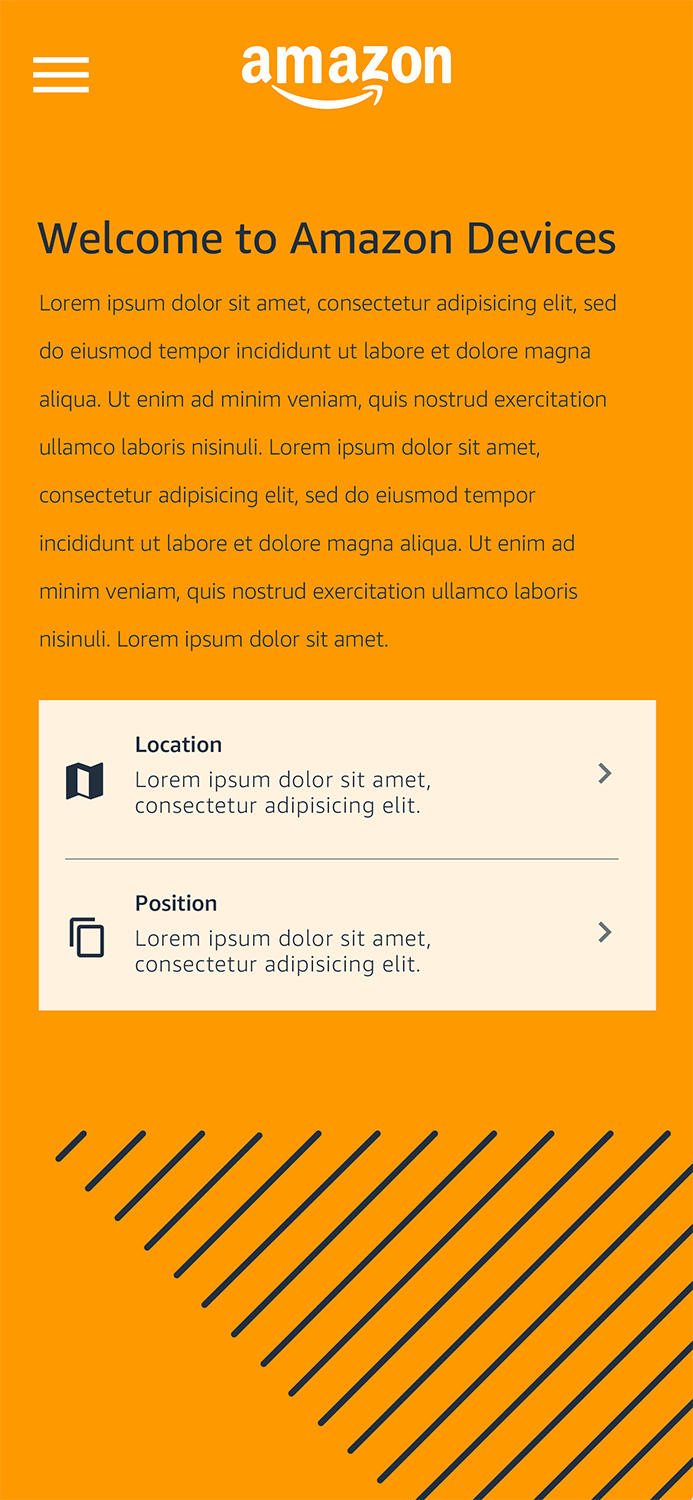 amazon
Welcome to Amazon Devices
Lorem ipsum dolor sit amet, consectetur adipisicing elit, sed
do eiusmod tempor incididunt ut labore et dolore magna
aliqua. Ut enim ad minim veniam, quis nostrud exercitation
ullamco laboris nisinuli. Lorem ipsum dolor sit amet,
consectetur adipisicing elit, sed do eiusmod tempor
incididunt ut labore et dolore magna aliqua. Ut enim ad
minim veniam, quis nostrud exercitation ullamco laboris
nisinuli. Lorem ipsum dolor sit amet.
Location
Lorem ipsum dolor sit amet,
consectetur adipisicing elit.
Position
Lorem ipsum dolor sit amet,
consectetur adipisicing elit.